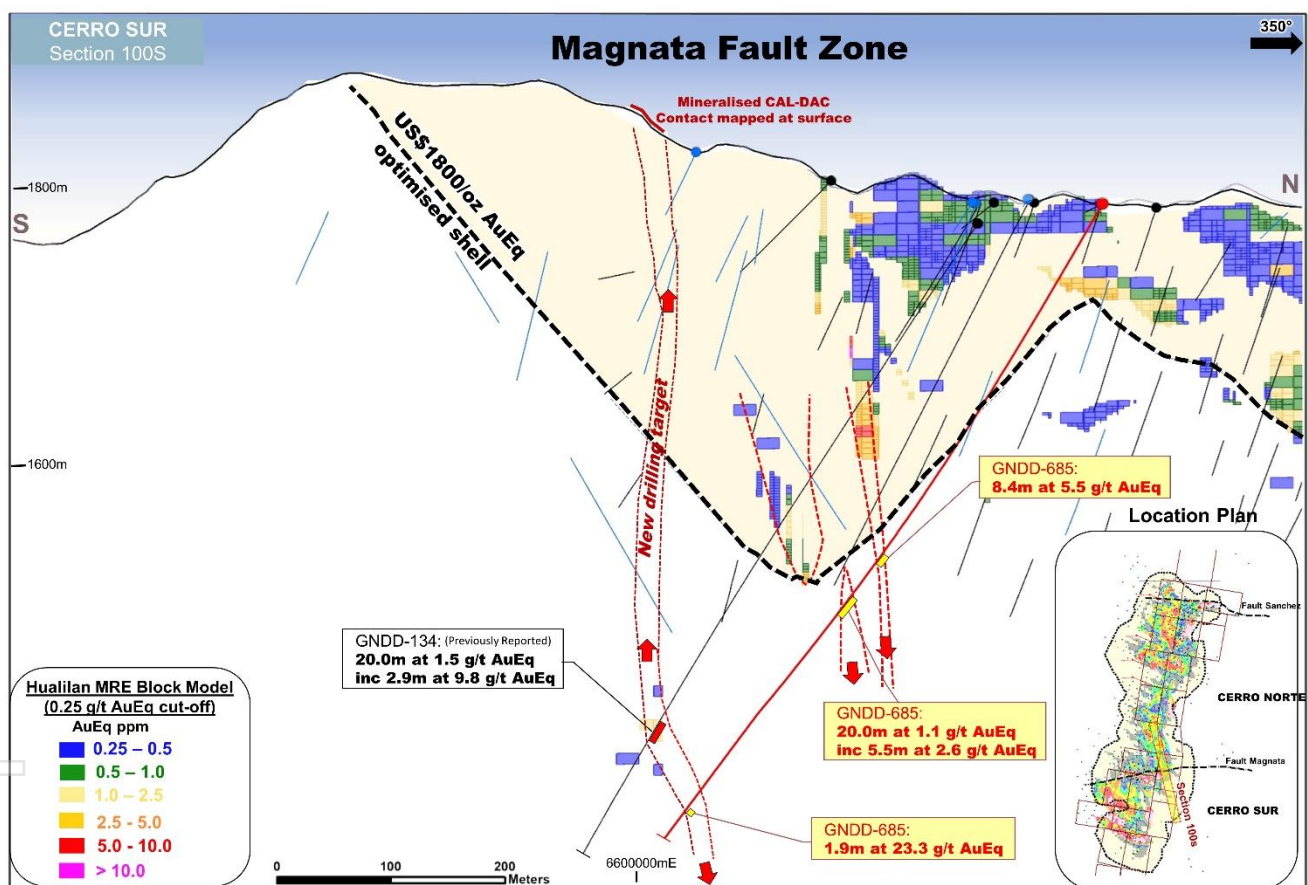 CERRO SUR
Section 100S
Magnata Fault Zone
350°
Mineralised CAL-DAC
Contact mapped at surface
US$1800/oz AuEq
optimised shell
1800m
S
N
New drilling target
1600m
GNDD-685:
8.4m at 5.5 g/t AuEq
GNDD-134: (Previously Reported)
20.0m at 1.5 g/t AuEq
inc 2.9m at 9.8 g/t AuEq
GNDD-685:
20.0m at 1.1 g/t AuEq
inc 5.5m at 2.6 g/t AuEq
GNDD-685:
1.9m at 23.3 g/t AuEq
Hualilan MRE Block Model
(0.25 g/t AuEq cut-off)
AuEq ppm
0.25 – 0.5
0.5 – 1.0
1.0 – 2.5
2.5 - 5.0
5.0 - 10.0
> 10.0
0 100 200
Meters
6600000mE
Location Plan
Fault Sanchez
CERRO NORTE
Fault Magnata
CERRO SUR
Section 100s